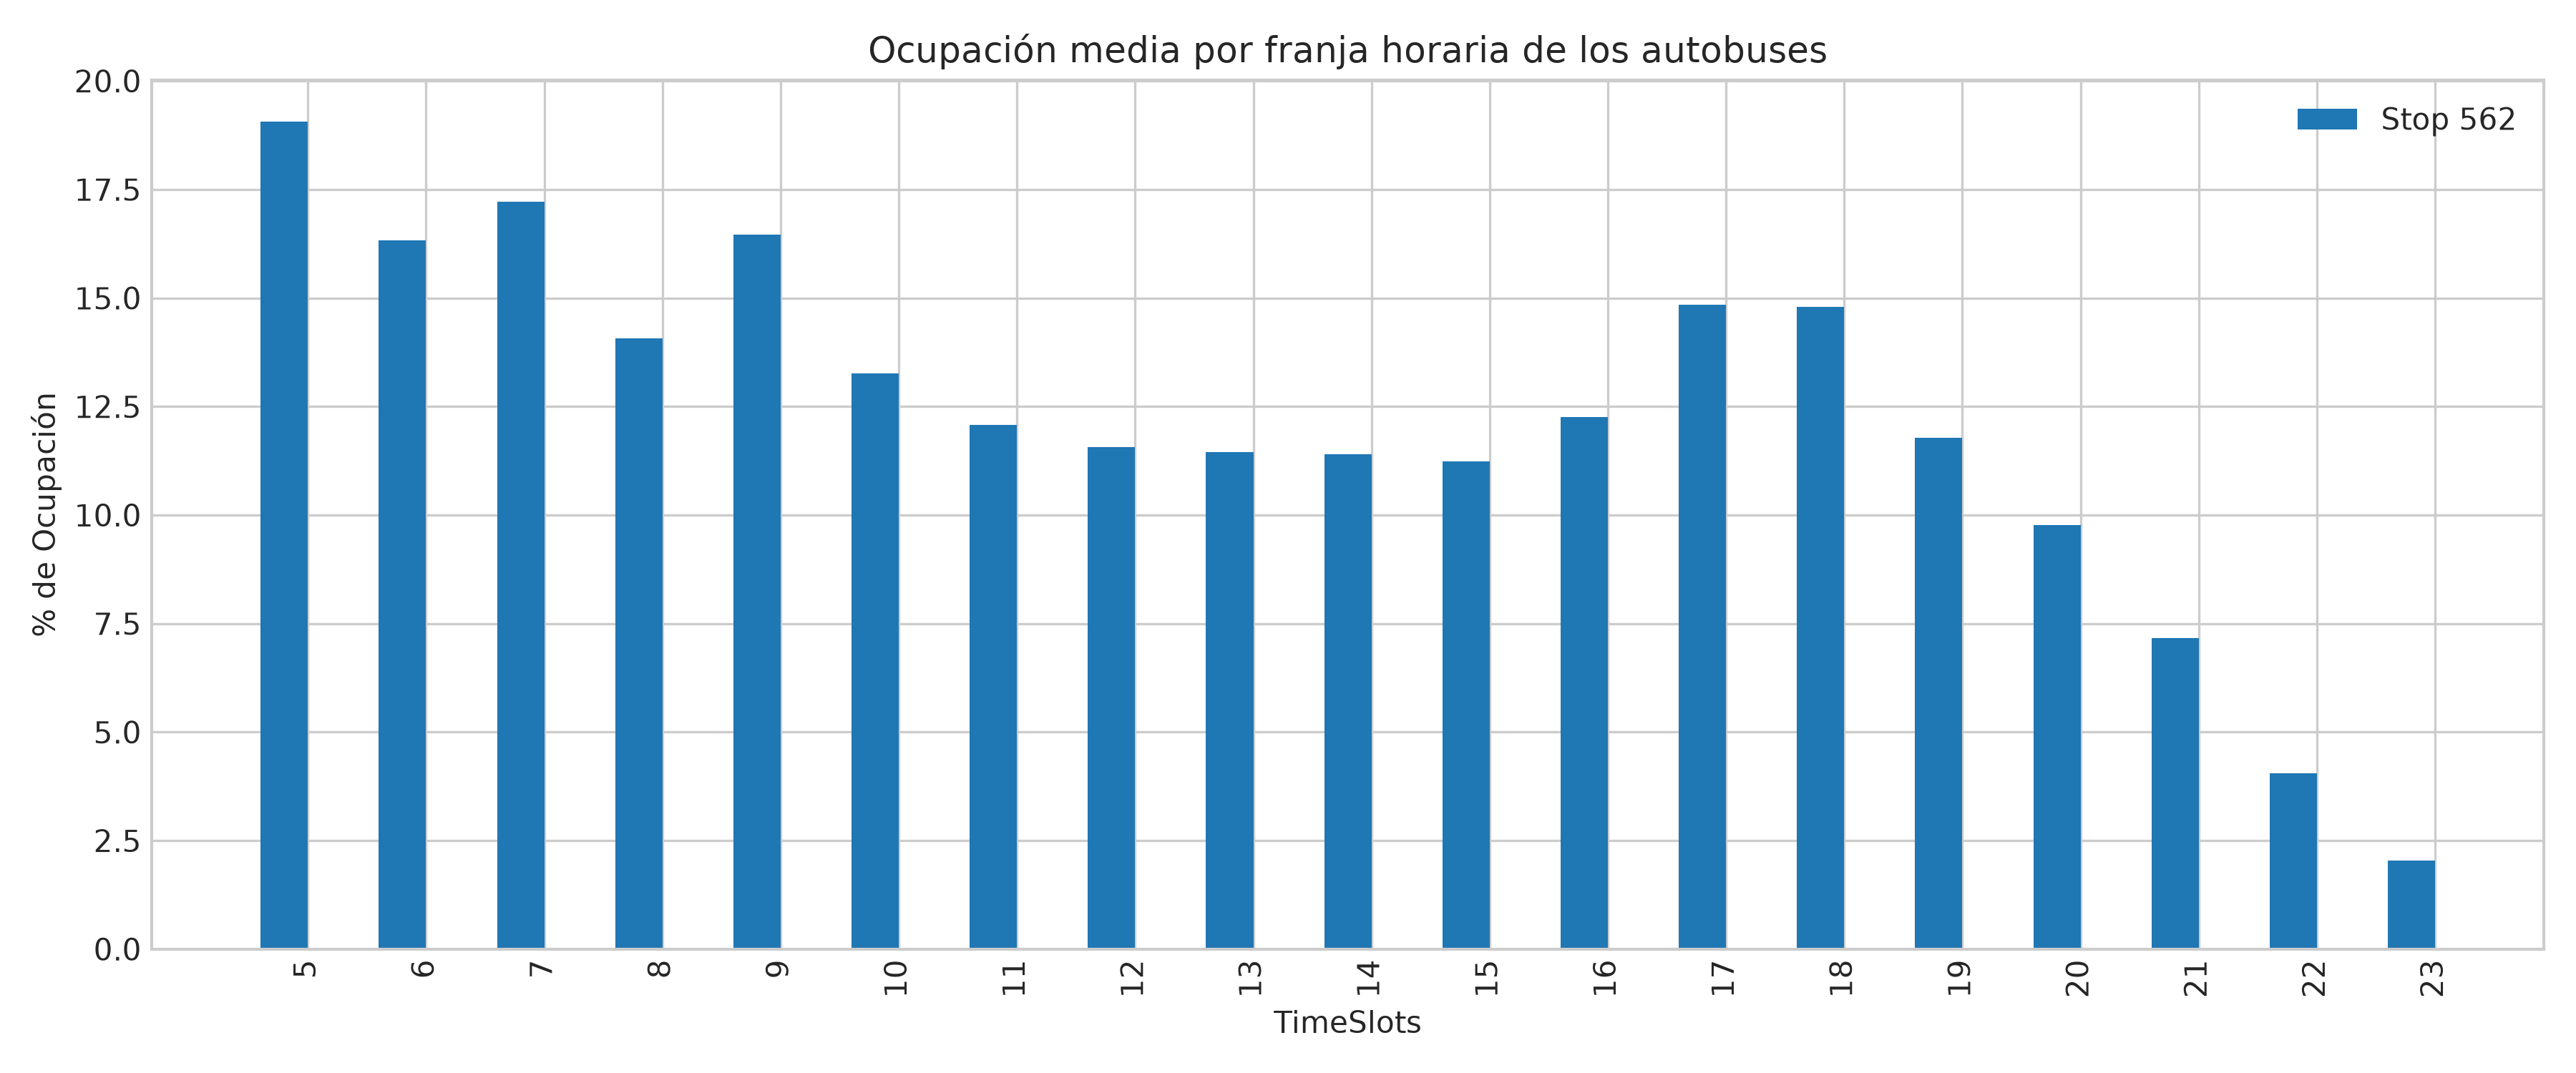 Ocupación media por franja horaria de los autobuses
Stop 562
% de Ocupación
20.0
17.5
15.0
12.5
10.0
7.5
5.0
2.5
0.0
5 6 7 8 9 10 11 12 13 14 15 16 17 18 19 20 21 22 23
TimeSlots